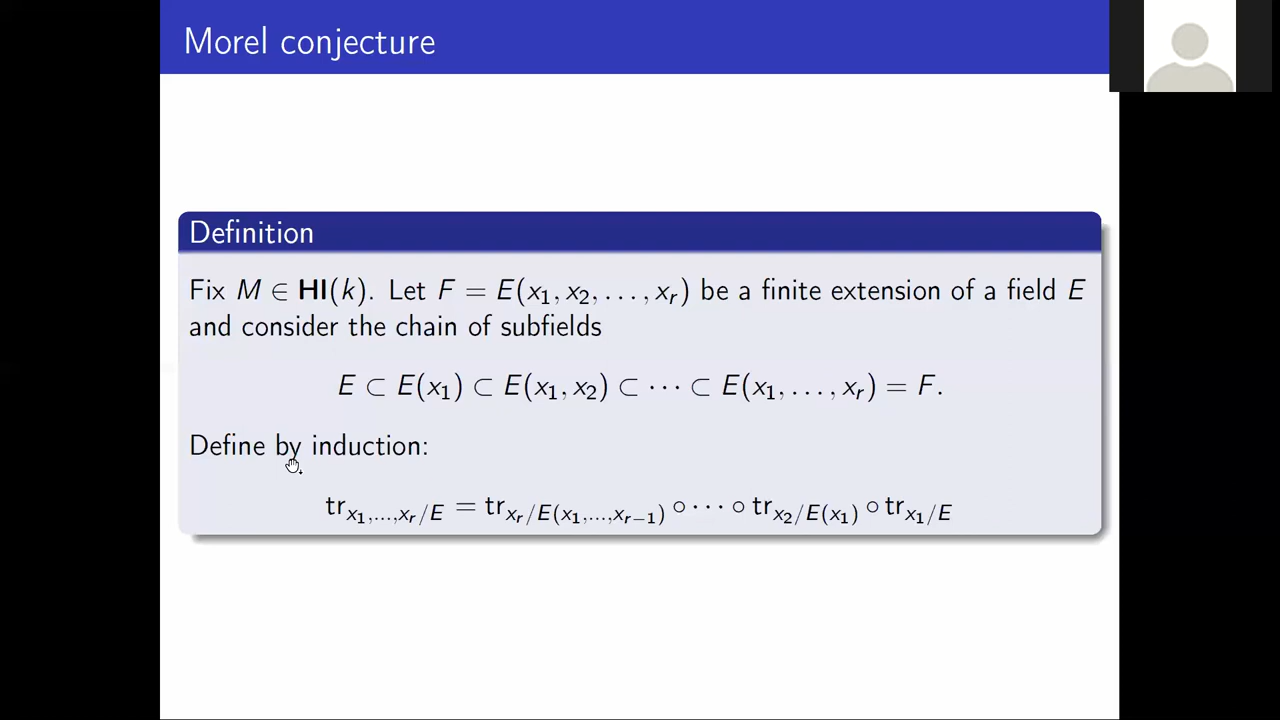 Morel conjecture
Definition
Fix M ∈ HI(k). Let F = E(x₁, x₂, . . . , xᵣ) be a finite extension of a field E
and consider the chain of subfields
E ⊂ E(x₁) ⊂ E(x₁, x₂) ⊂ ··· ⊂ E(x₁, . . . , xᵣ) = F.
Define by induction:
tr_{x₁,...,xᵣ/E} = tr_{xᵣ/E(x₁,...,xᵣ₋₁)} ∘ ··· ∘ tr_{x₂/E(x₁)} ∘ tr_{x₁/E}